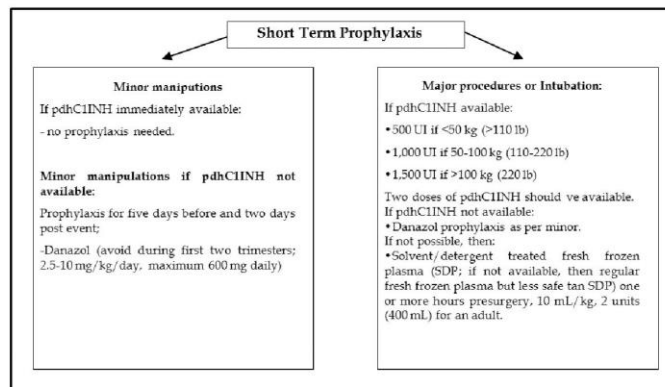 Short Term Prophylaxis
Minor maniputions
If pdhC1INH immediately available:
- no prophylaxis needed.
Minor manipulations if pdhC1INH not
available:
Prophylaxis for five days before and two days
post event;
-Danazol (avoid during first two trimesters;
2.5-10 mg/kg/day, maximum 600 mg daily)
Major procedures or Intubation:
If pdhC1INH available:
•500 UI if <50 kg (>110 lb)
•1,000 UI if 50-100 kg (110-220 lb)
•1,500 UI if >100 kg (220 lb)
Two doses of pdhC1INH should ve available.
If pdhC1INH not available:
•Danazol prophylaxis as per minor.
If not possible, then:
•Solvent/detergent treated fresh frozen
plasma (SDP; if not available, then regular
fresh frozen plasma but less safe tan SDP) one
or more hours presurgery, 10 mL/kg, 2 units
(400 mL) for an adult.